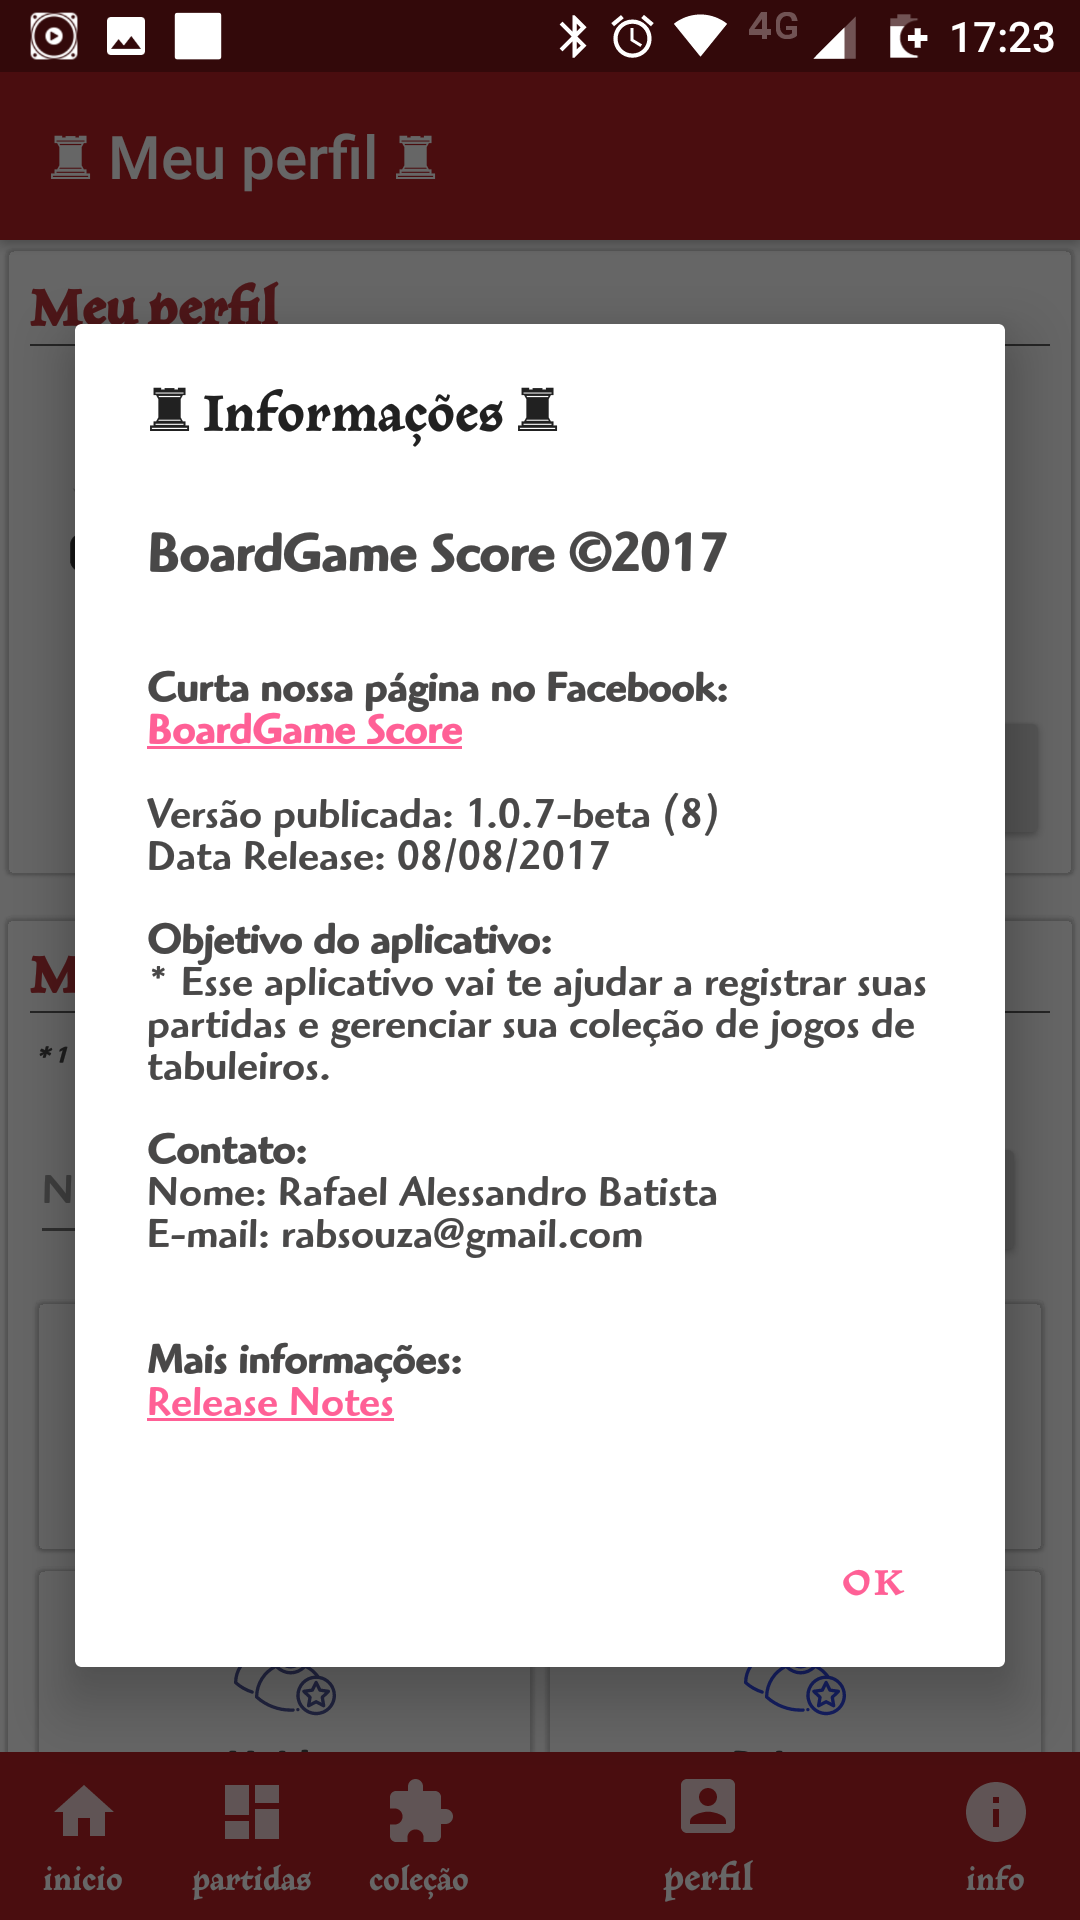 4G 17:23
♜ Meu perfil ♜
Meu perfil
♜ Informações ♜
BoardGame Score ©2017
Curta nossa página no Facebook:
BoardGame Score
Versão publicada: 1.0.7-beta (8)
Data Release: 08/08/2017
Objetivo do aplicativo:
* Esse aplicativo vai te ajudar a registrar suas
partidas e gerenciar sua coleção de jogos de
tabuleiros.
* 1
Contato:
Nome: Rafael Alessandro Batista
E-mail: rabsouza@gmail.com
Mais informações:
Release Notes
OK
inicio partidas coleção perfil info